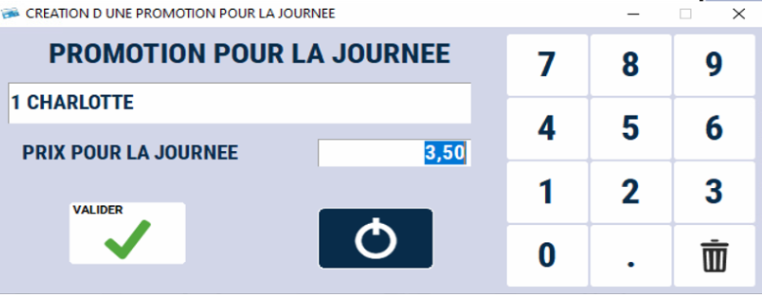 CREATION D UNE PROMOTION POUR LA JOURNEE
PROMOTION POUR LA JOURNEE
1 CHARLOTTE
PRIX POUR LA JOURNEE
3,50
VALIDER
7 8 9
4 5 6
1 2 3
0 .